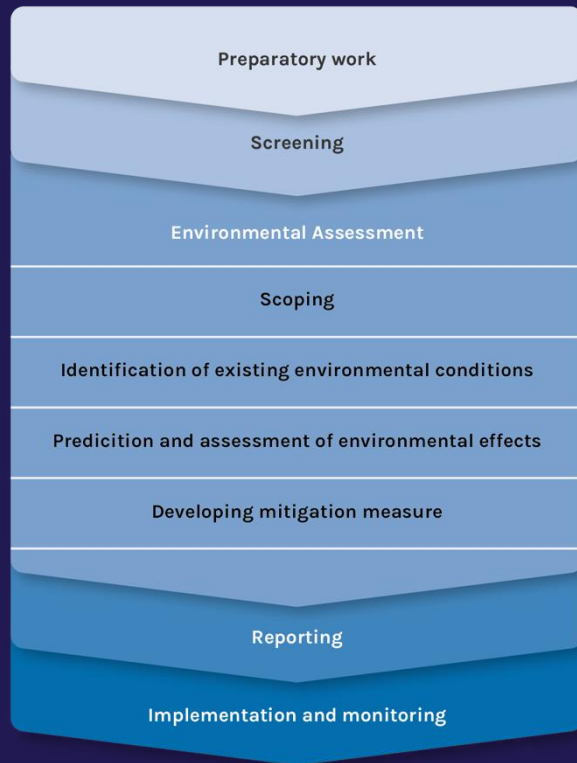 Preparatory work
Screening
Environmental Assessment
Scoping
Identification of existing environmental conditions
Predicition and assessment of environmental effects
Developing mitigation measure
Reporting
Implementation and monitoring